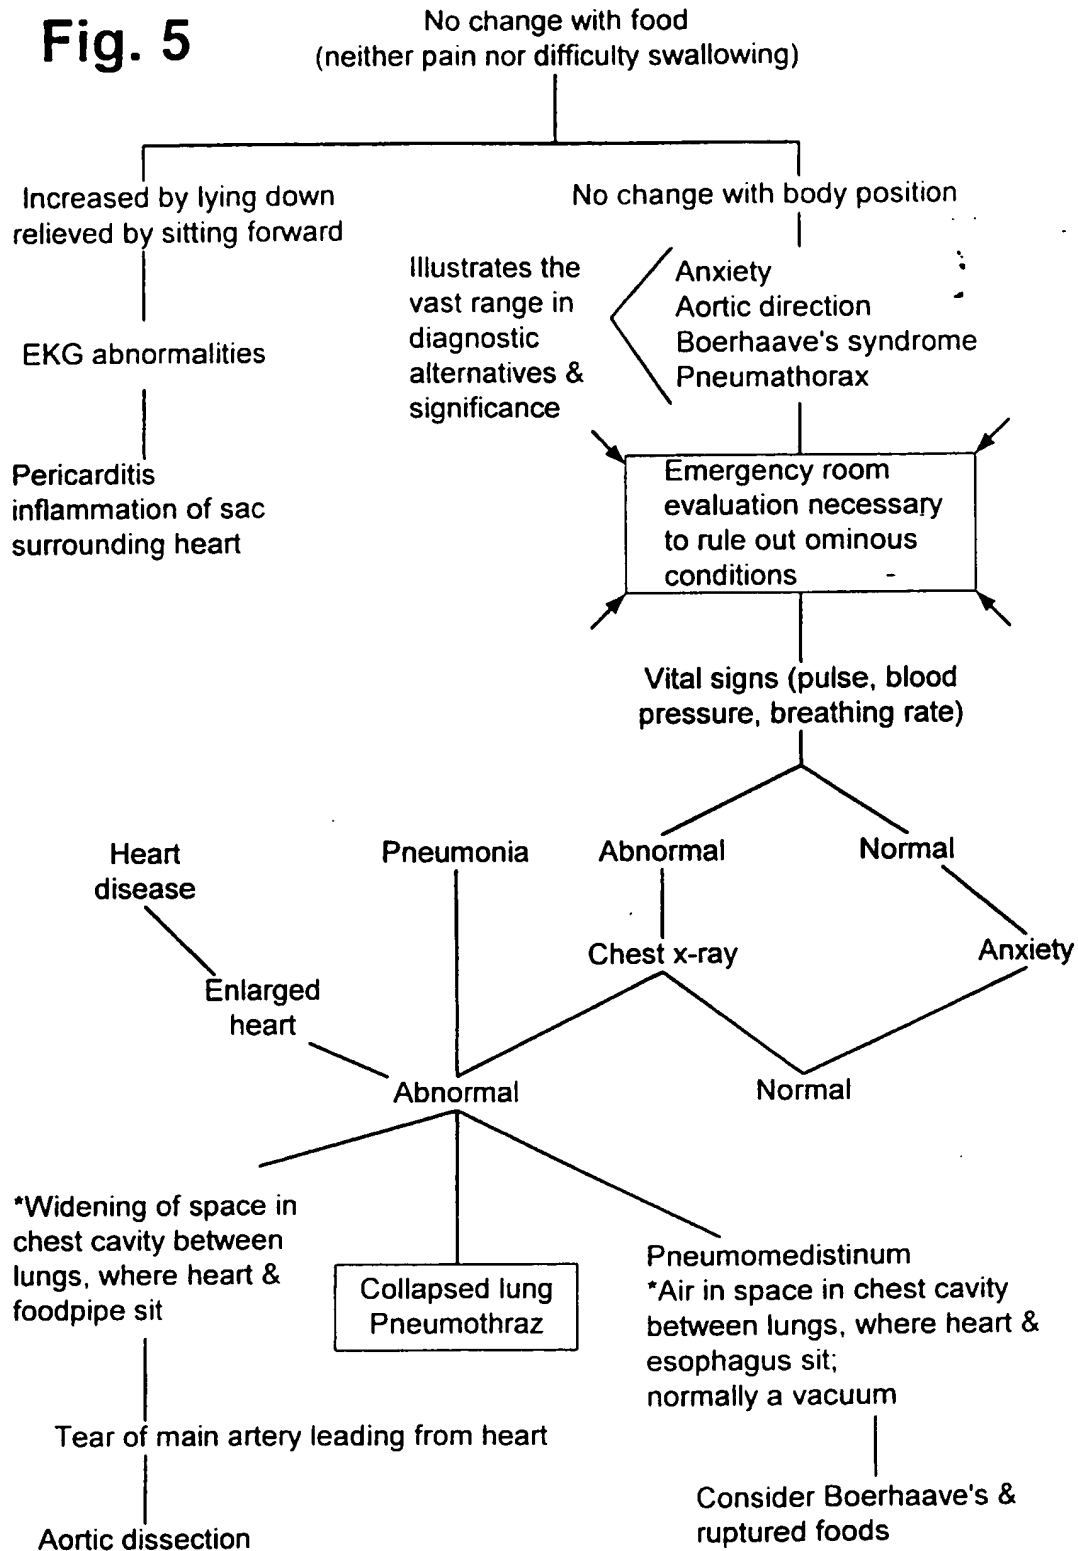 Fig. 5
No change with food
(neither pain nor difficulty swallowing)
Increased by lying down
relieved by sitting forward
EKG abnormalities
Pericarditis
inflammation of sac
surrounding heart
No change with body position
Illustrates the
vast range in
diagnostic
alternatives &
significance
Anxiety
Aortic direction
Boerhaave's syndrome
Pneumathorax
Emergency room
evaluation necessary
to rule out ominous
conditions
Vital signs (pulse, blood
pressure, breathing rate)
Heart
disease
Pneumonia
Abnormal
Normal
Chest x-ray
Anxiety
Enlarged
heart
Abnormal
Normal
*Widening of space in
chest cavity between
lungs, where heart &
foodpipe sit
Collapsed lung
Pneumothraz
Pneumomedistinum
*Air in space in chest cavity
between lungs, where heart &
esophagus sit;
normally a vacuum
Tear of main artery leading from heart
Aortic dissection
Consider Boerhaave's &
ruptured foods